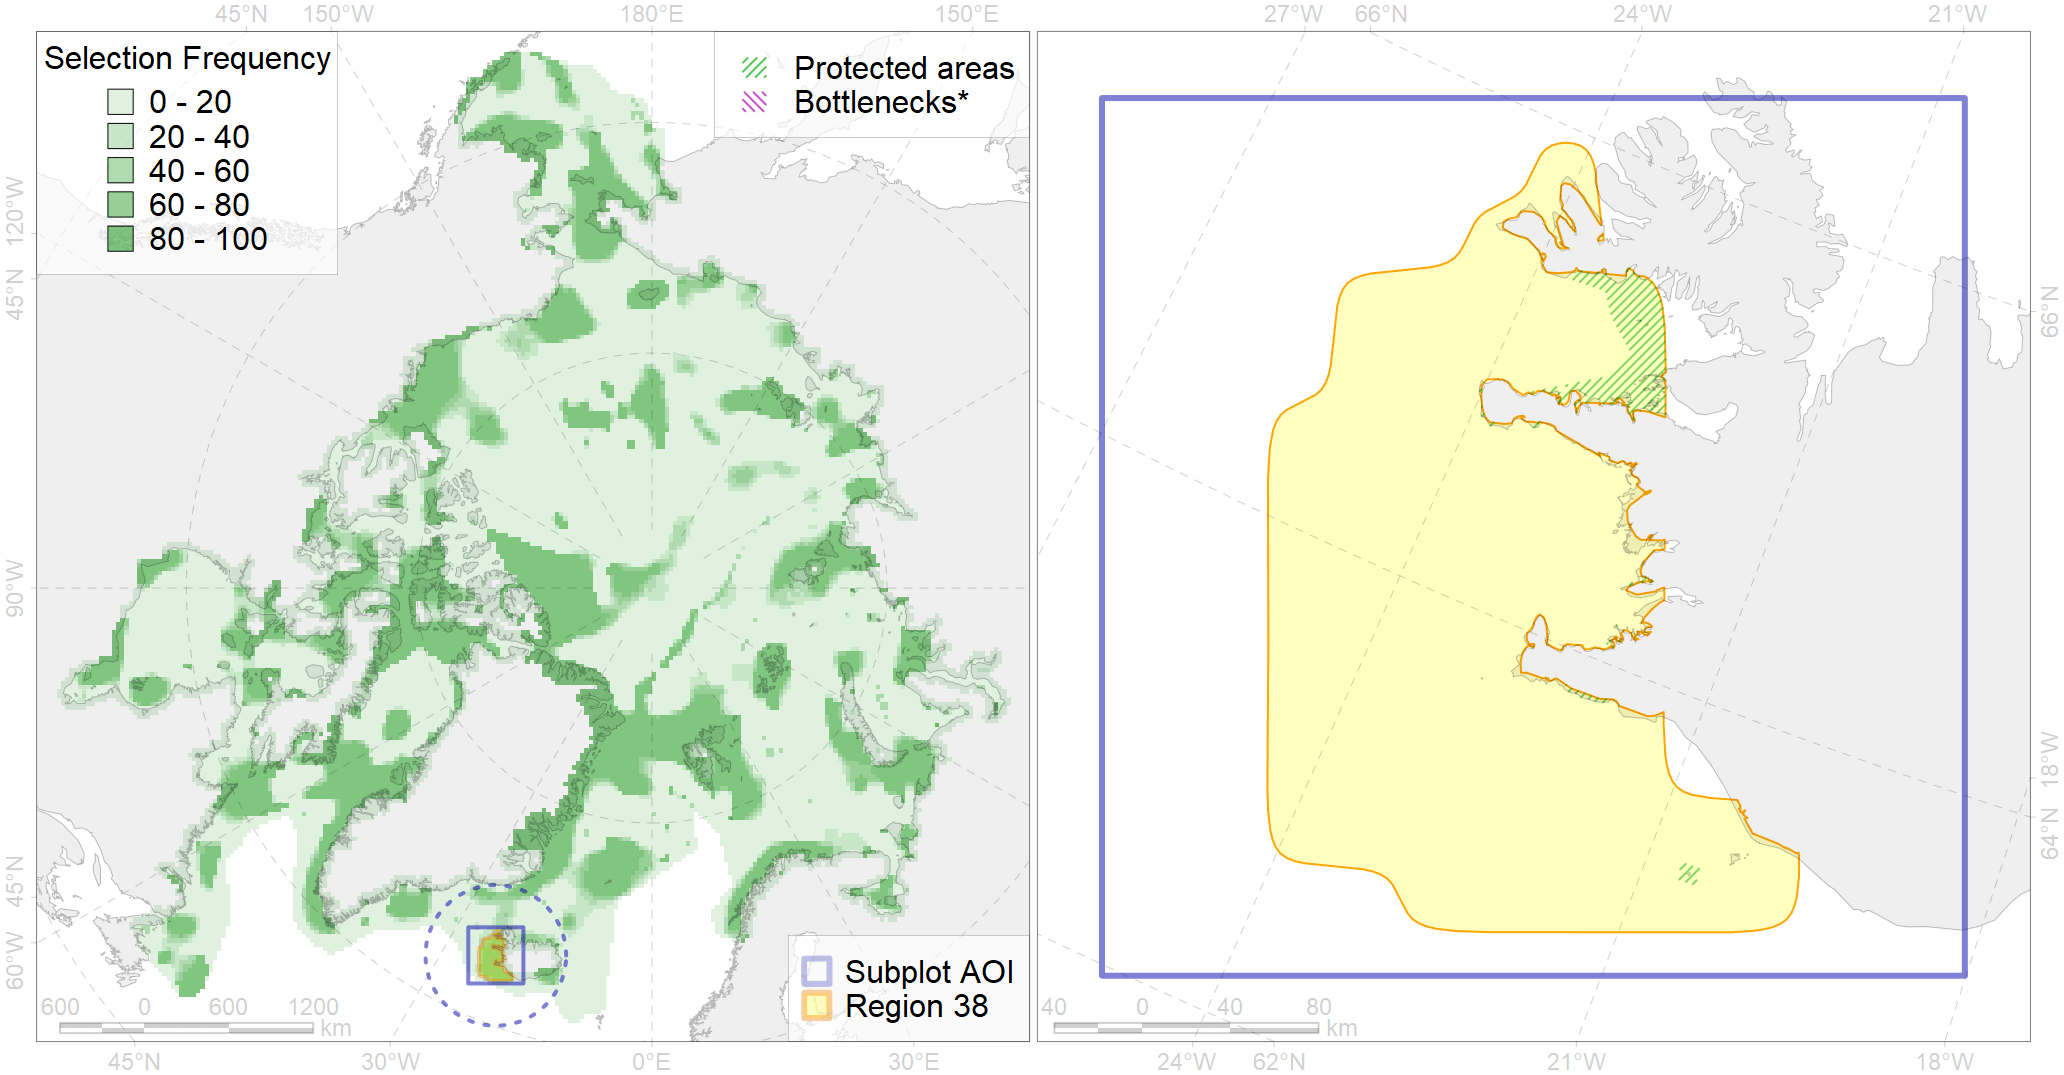 45°N 150°W 180°E 150°E 27°W 66°N 24°W 21°W
Selection Frequency
0 - 20
20 - 40
40 - 60
60 - 80
80 - 100
Protected areas
Bottlenecks*
120°W
45°N
90°W
45°N
60°W
66°N
18°W
64°N
Subplot AOI
Region 38
600 0 600 1200
km
40 0 40 80
km
45°N 30°W 0°E 30°E 24°W 62°N 21°W 18°W